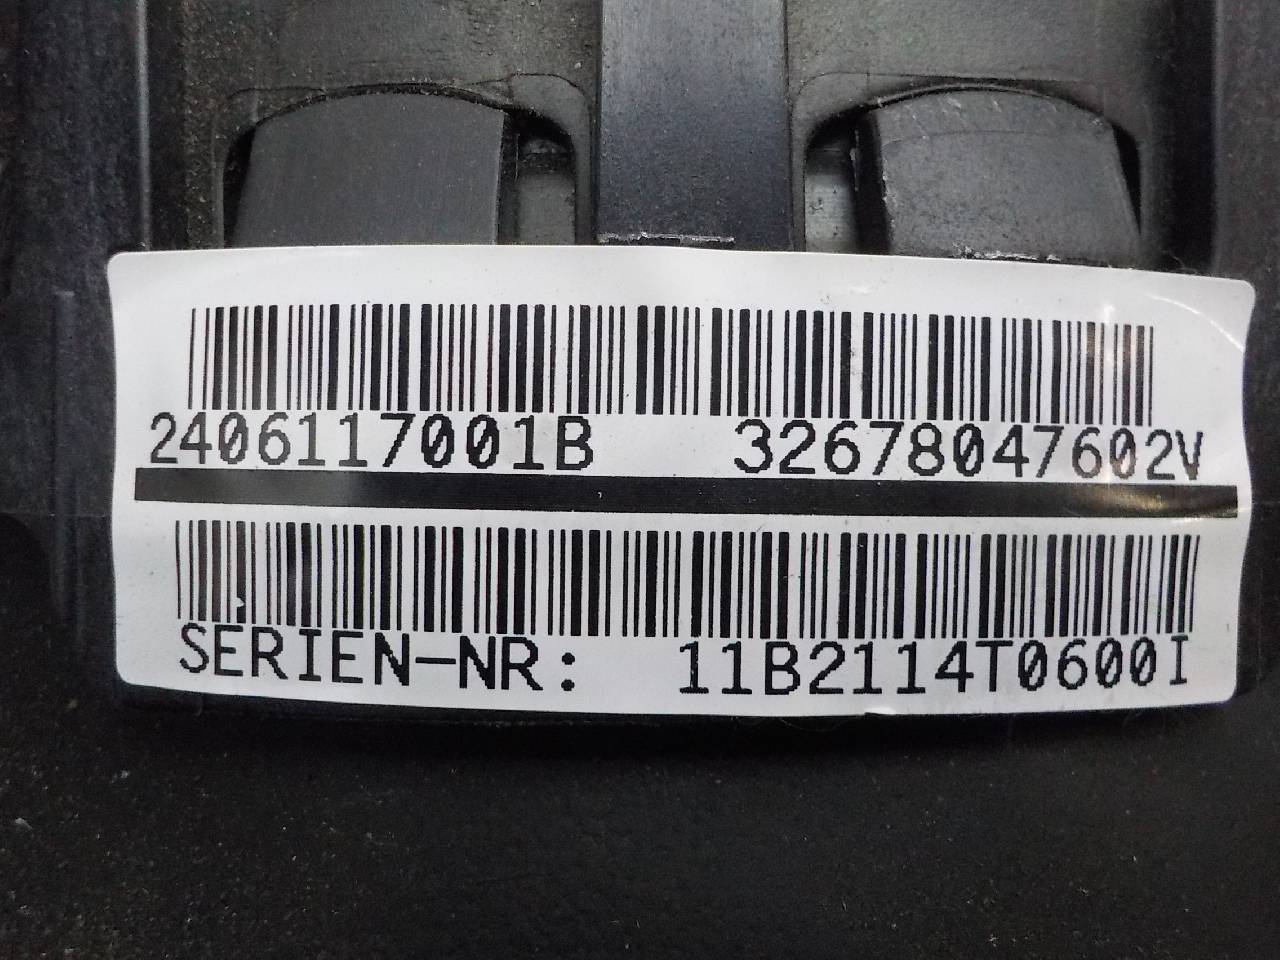 2406117001B 32678047602V
SERIEN-NR: 11B2114T0600I